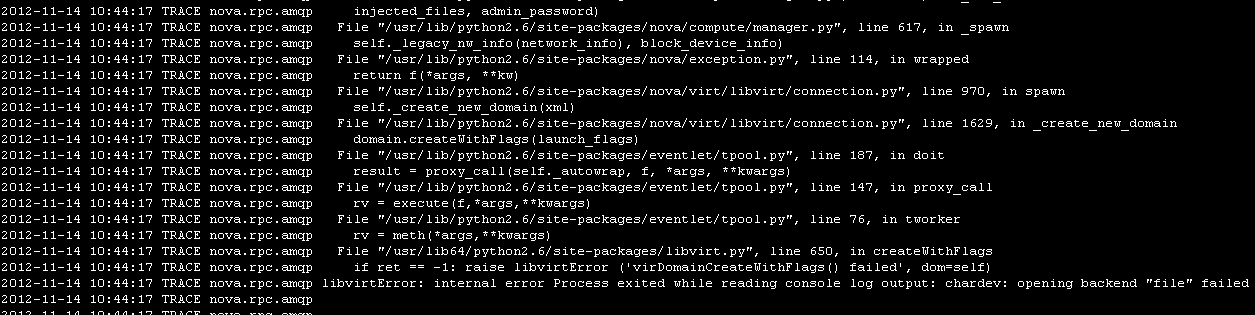 2012-11-14 10:44:17 TRACE nova.rpc.amqp     injected_files, admin_password)
2012-11-14 10:44:17 TRACE nova.rpc.amqp   File "/usr/lib/python2.6/site-packages/nova/compute/manager.py", line 617, in _spawn
2012-11-14 10:44:17 TRACE nova.rpc.amqp     self._legacy_nw_info(network_info), block_device_info)
2012-11-14 10:44:17 TRACE nova.rpc.amqp   File "/usr/lib/python2.6/site-packages/nova/exception.py", line 114, in wrapped
2012-11-14 10:44:17 TRACE nova.rpc.amqp     return f(*args, **kw)
2012-11-14 10:44:17 TRACE nova.rpc.amqp   File "/usr/lib/python2.6/site-packages/nova/virt/libvirt/connection.py", line 970, in spawn
2012-11-14 10:44:17 TRACE nova.rpc.amqp     self._create_new_domain(xml)
2012-11-14 10:44:17 TRACE nova.rpc.amqp   File "/usr/lib/python2.6/site-packages/nova/virt/libvirt/connection.py", line 1629, in _create_new_domain
2012-11-14 10:44:17 TRACE nova.rpc.amqp     domain.createWithFlags(launch_flags)
2012-11-14 10:44:17 TRACE nova.rpc.amqp   File "/usr/lib/python2.6/site-packages/eventlet/tpool.py", line 187, in doit
2012-11-14 10:44:17 TRACE nova.rpc.amqp     result = proxy_call(self._autowrap, f, *args, **kwargs)
2012-11-14 10:44:17 TRACE nova.rpc.amqp   File "/usr/lib/python2.6/site-packages/eventlet/tpool.py", line 147, in proxy_call
2012-11-14 10:44:17 TRACE nova.rpc.amqp     rv = execute(f,*args,**kwargs)
2012-11-14 10:44:17 TRACE nova.rpc.amqp   File "/usr/lib/python2.6/site-packages/eventlet/tpool.py", line 76, in tworker
2012-11-14 10:44:17 TRACE nova.rpc.amqp     rv = meth(*args,**kwargs)
2012-11-14 10:44:17 TRACE nova.rpc.amqp   File "/usr/lib64/python2.6/site-packages/libvirt.py", line 650, in createWithFlags
2012-11-14 10:44:17 TRACE nova.rpc.amqp     if ret == -1: raise libvirtError ('virDomainCreateWithFlags() failed', dom=self)
2012-11-14 10:44:17 TRACE nova.rpc.amqp libvirtError: internal error Process exited while reading console log output: chardev: opening backend "file" failed
2012-11-14 10:44:17 TRACE nova.rpc.amqp
2012-11-14 10:44:17 TRACE nova.rpc.amqp